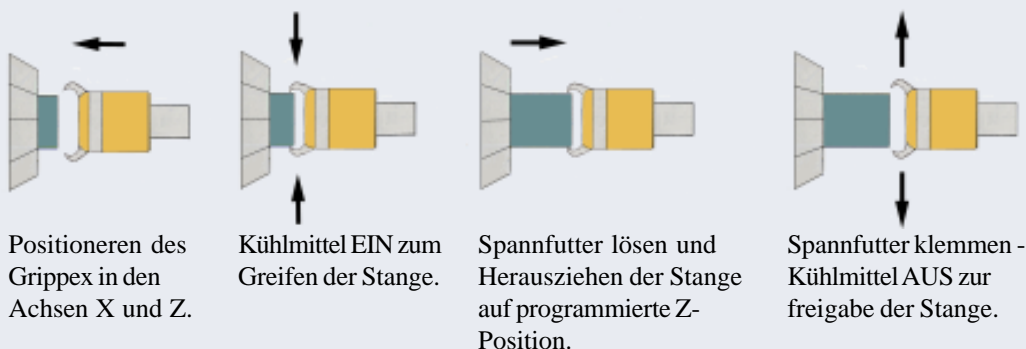 Positioneren des
Grippex in den
Achsen X und Z.
Kühlmittel EIN zum
Greifen der Stange.
Spannfutter lösen und
Herausziehen der Stange
auf programmierte Z-
Position.
Spannfutter klemmen -
Kühlmittel AUS zur
freigabe der Stange.